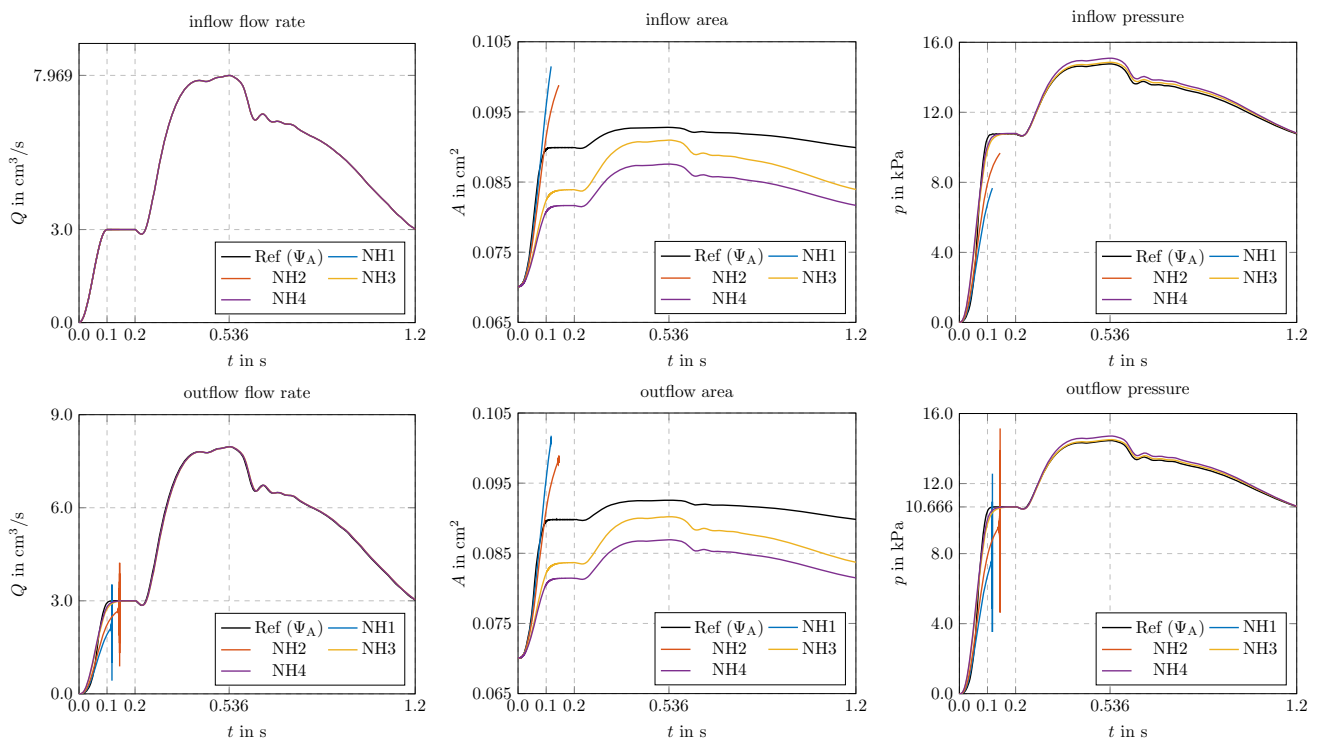 inflow flow rate
7.969
3.0
0.0
0.0 0.1 0.2 0.536 1.2
Q in cm³/s
t in s
Ref (Ψ_A) NH1
NH2 NH3
NH4
inflow area
0.105
0.095
0.085
0.075
0.065
0.0 0.1 0.2 0.536 1.2
A in cm²
t in s
Ref (Ψ_A) NH1
NH2 NH3
NH4
inflow pressure
16.0
12.0
8.0
4.0
0.0
0.0 0.1 0.2 0.536 1.2
p in kPa
t in s
Ref (Ψ_A) NH1
NH2 NH3
NH4
outflow flow rate
9.0
6.0
3.0
0.0
0.0 0.1 0.2 0.536 1.2
Q in cm³/s
t in s
Ref (Ψ_A) NH1
NH2 NH3
NH4
outflow area
0.105
0.095
0.085
0.075
0.065
0.0 0.1 0.2 0.536 1.2
A in cm²
t in s
Ref (Ψ_A) NH1
NH2 NH3
NH4
outflow pressure
16.0
12.0
10.666
8.0
4.0
0.0
0.0 0.1 0.2 0.536 1.2
p in kPa
t in s
Ref (Ψ_A) NH1
NH2 NH3
NH4